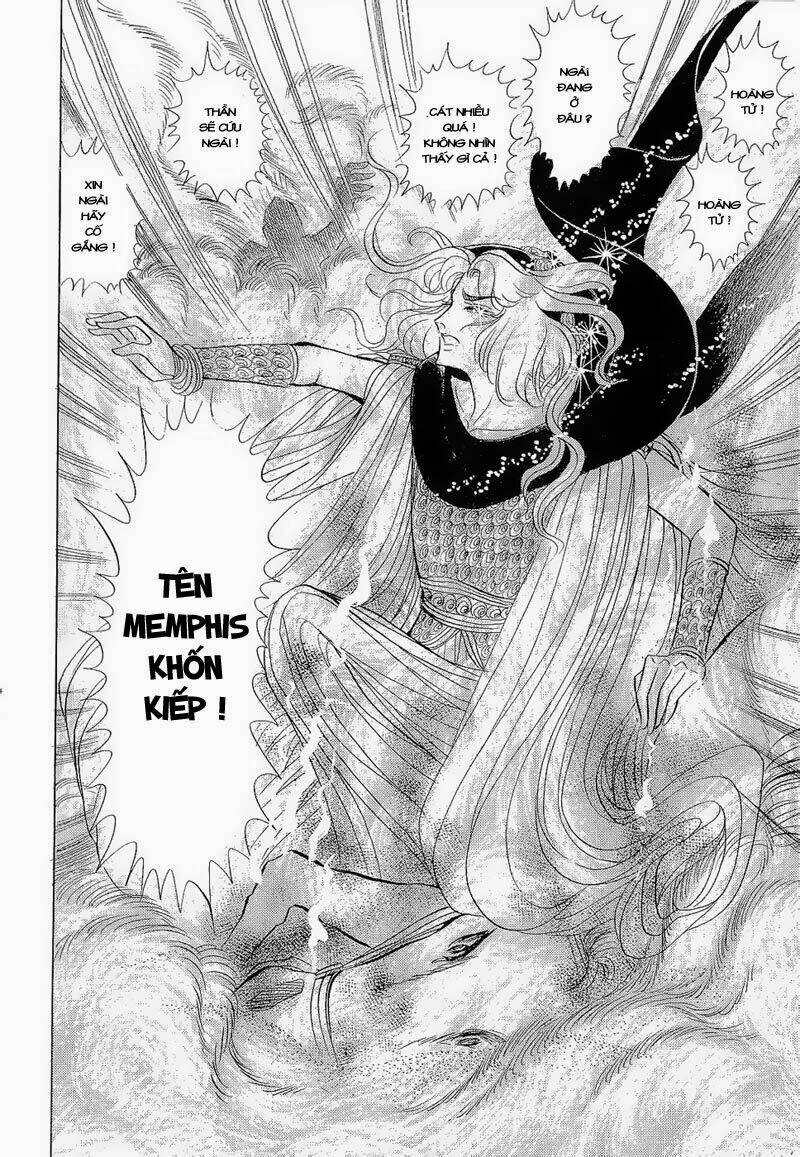 HOÀNG
TỬ !
HOÀNG
TỬ !
NGÀI
ĐANG
Ở
ĐÂU ?
CÁT NHIỀU
QUÁ !
KHÔNG NHÌN
THẤY GÌ CẢ !
THẦN
SẼ CỨU
NGÀI !
XIN
NGÀI
HÃY
CỐ
GẮNG !
TÊN
MEMPHIS
KHỐN
KIẾP !